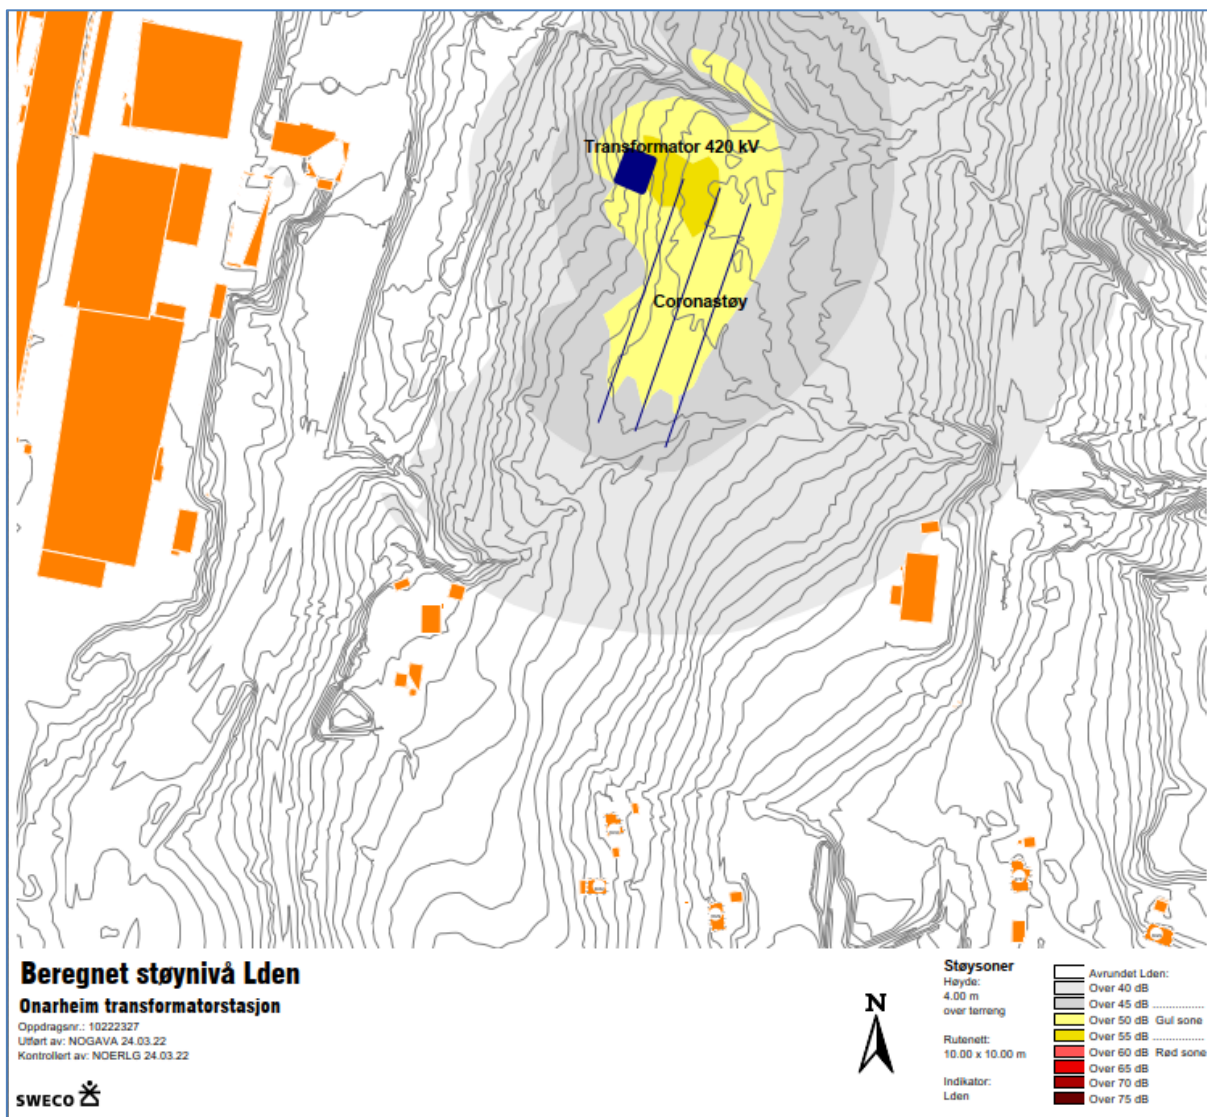 Transformator 420 kV
Coronastøy
Beregnet støynivå Lden
Onarheim transformatorstasjon
Oppdragsnr.: 10222327
Utført av: NOGAVA 24.03.22
Kontrollert av: NOERLG 24.03.22
SWECO
N
Støysoner
Høyde:
4.00 m
over terreng
Rutenett:
10.00 x 10.00 m
Indikator:
Lden
Avrundet Lden:
Over 40 dB
Over 45 dB ................
Over 50 dB Gul sone
Over 55 dB ................
Over 60 dB Rød sone
Over 65 dB
Over 70 dB
Over 75 dB